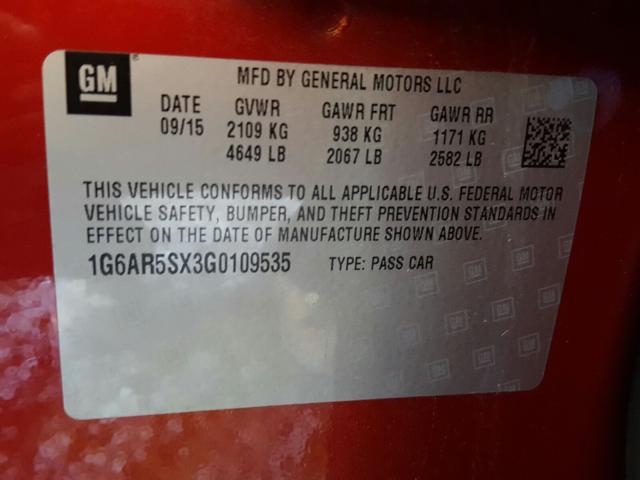 GM
MFD BY GENERAL MOTORS LLC
DATE GVWR GAWR FRT GAWR RR
09/15 2109 KG 938 KG 1171 KG
4649 LB 2067 LB 2582 LB
THIS VEHICLE CONFORMS TO ALL APPLICABLE U.S. FEDERAL MOTOR
VEHICLE SAFETY, BUMPER, AND THEFT PREVENTION STANDARDS IN
EFFECT ON THE DATE OF MANUFACTURE SHOWN ABOVE.
1G6AR5SX3G0109535 TYPE: PASS CAR